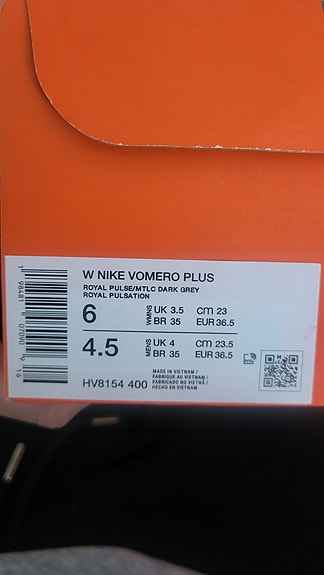 W NIKE VOMERO PLUS
ROYAL PULSE/MTLC DARK GREY
ROYAL PULSATION
6 WMNS UK 3.5 cm 23
BR 35 EUR 36.5
4.5 MENS UK 4 cm 23.5
BR 35 EUR 36.5
HV8154 400
MADE IN VIETNAM /
FABRIQUE AU VIETNAM /
FABRICADO NO VIETNÃ /
HECHO EN VIETNAM